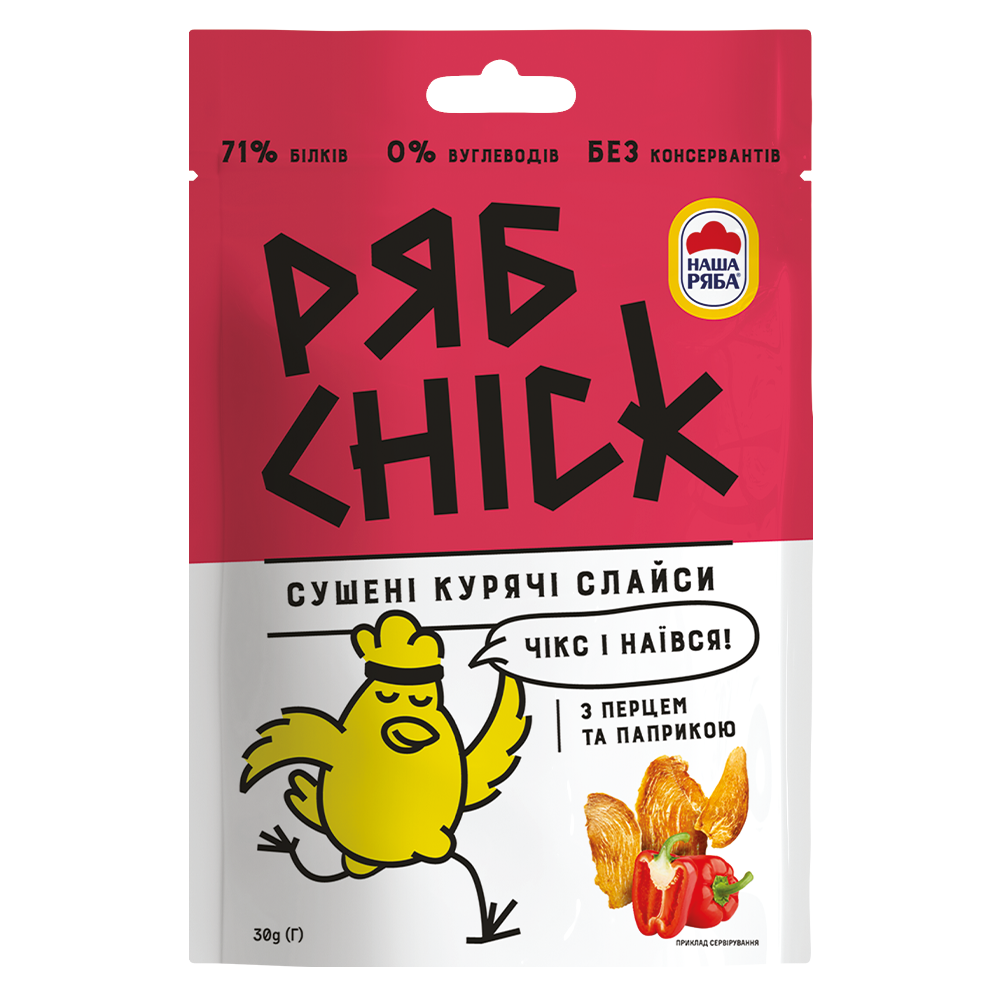 71% БІЛКІВ 0% ВУГЛЕВОДІВ БЕЗ КОНСЕРВАНТІВ
РЯБ
CHICK
НАША
РЯБА®
СУШЕНІ КУРЯЧІ СЛАЙСИ
ЧІКС І НАЇВСЯ!
З ПЕРЦЕМ
ТА ПАПРИКОЮ
30g (Г)
ПРИКЛАД СЕРВІРУВАННЯ